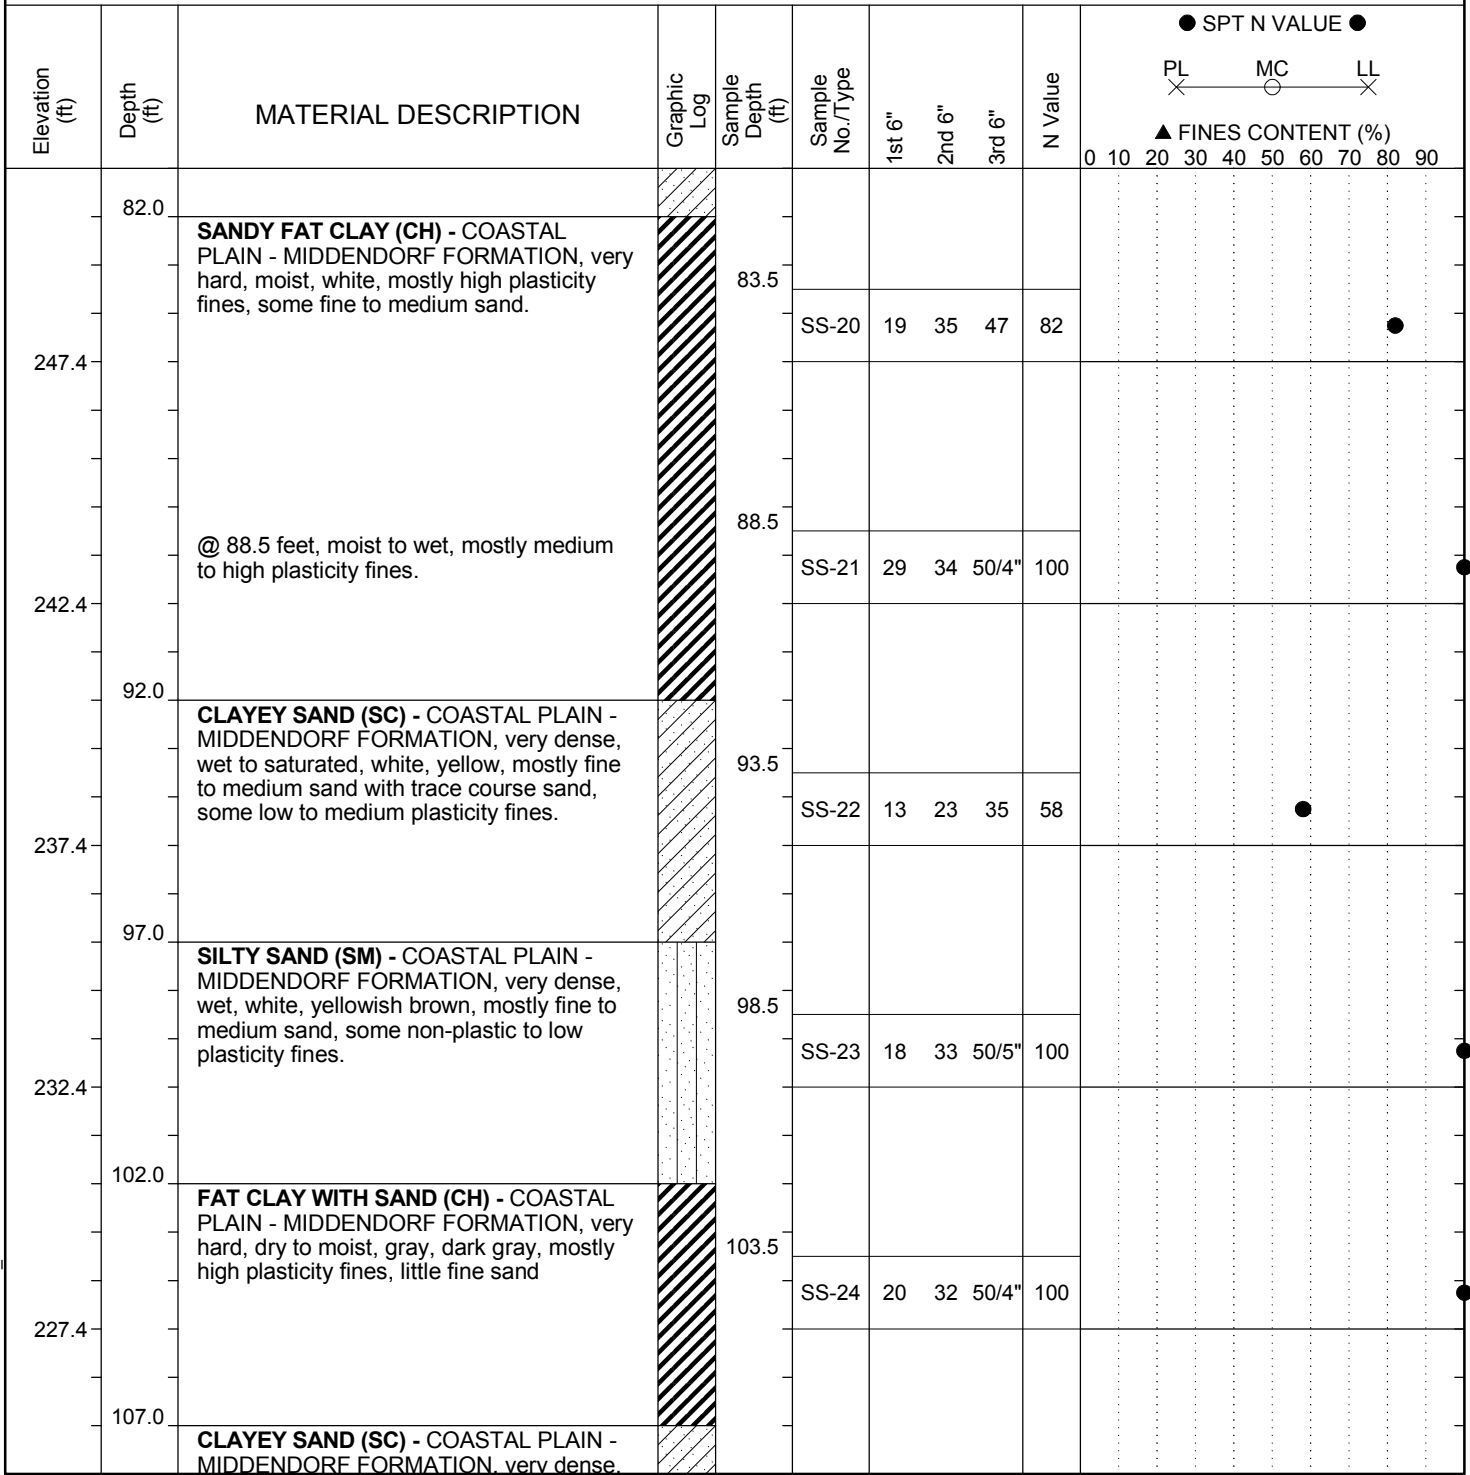 Elevation (ft)
Depth (ft)
MATERIAL DESCRIPTION
Graphic Log
Sample Depth (ft)
Sample No./Type
1st 6"
2nd 6"
3rd 6"
N Value
● SPT N VALUE ●
PL MC LL
▲ FINES CONTENT (%)
0 10 20 30 40 50 60 70 80 90
82.0
SANDY FAT CLAY (CH) - COASTAL
PLAIN - MIDDENDORF FORMATION, very
hard, moist, white, mostly high plasticity
fines, some fine to medium sand.
83.5
SS-20 19 35 47 82
247.4
88.5
@ 88.5 feet, moist to wet, mostly medium
to high plasticity fines.
SS-21 29 34 50/4" 100
242.4
92.0
CLAYEY SAND (SC) - COASTAL PLAIN -
MIDDENDORF FORMATION, very dense,
wet to saturated, white, yellow, mostly fine
to medium sand with trace course sand,
some low to medium plasticity fines.
93.5
SS-22 13 23 35 58
237.4
97.0
SILTY SAND (SM) - COASTAL PLAIN -
MIDDENDORF FORMATION, very dense,
wet, white, yellowish brown, mostly fine to
medium sand, some non-plastic to low
plasticity fines.
98.5
SS-23 18 33 50/5" 100
232.4
102.0
FAT CLAY WITH SAND (CH) - COASTAL
PLAIN - MIDDENDORF FORMATION, very
hard, dry to moist, gray, dark gray, mostly
high plasticity fines, little fine sand
103.5
SS-24 20 32 50/4" 100
227.4
107.0
CLAYEY SAND (SC) - COASTAL PLAIN -
MIDDENDORF FORMATION, very dense,